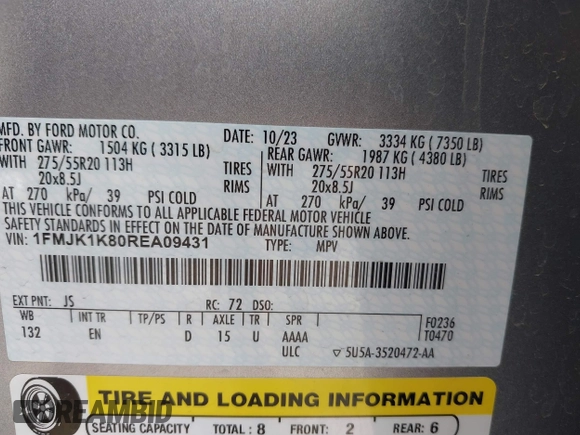 MFD. BY FORD MOTOR CO.
DATE: 10/23 GVWR: 3334 KG ( 7350 LB)
FRONT GAWR: 1504 KG ( 3315 LB)
WITH 275/55R20 113H TIRES
20x8.5J RIMS
AT 270 kPa/ 39 PSI COLD
REAR GAWR: 1987 KG ( 4380 LB)
WITH 275/55R20 113H TIRES
20x8.5J RIMS
AT 270 kPa/ 39 PSI COLD
THIS VEHICLE CONFORMS TO ALL APPLICABLE FEDERAL MOTOR VEHICLE
SAFETY STANDARDS IN EFFECT ON THE DATE OF MANUFACTURE SHOWN ABOVE.
VIN: 1FMJK1K80REA09431 TYPE: MPV
EXT PNT: JS RC: 72 DSO:
WB INT TR TP/PS R AXLE TR SPR F0236
132 EN D 15 U AAAA T0470
ULC ▽5U5A-3520472-AA
TIRE AND LOADING INFORMATION
SEATING CAPACITY TOTAL: 8 FRONT: 2 REAR: 6